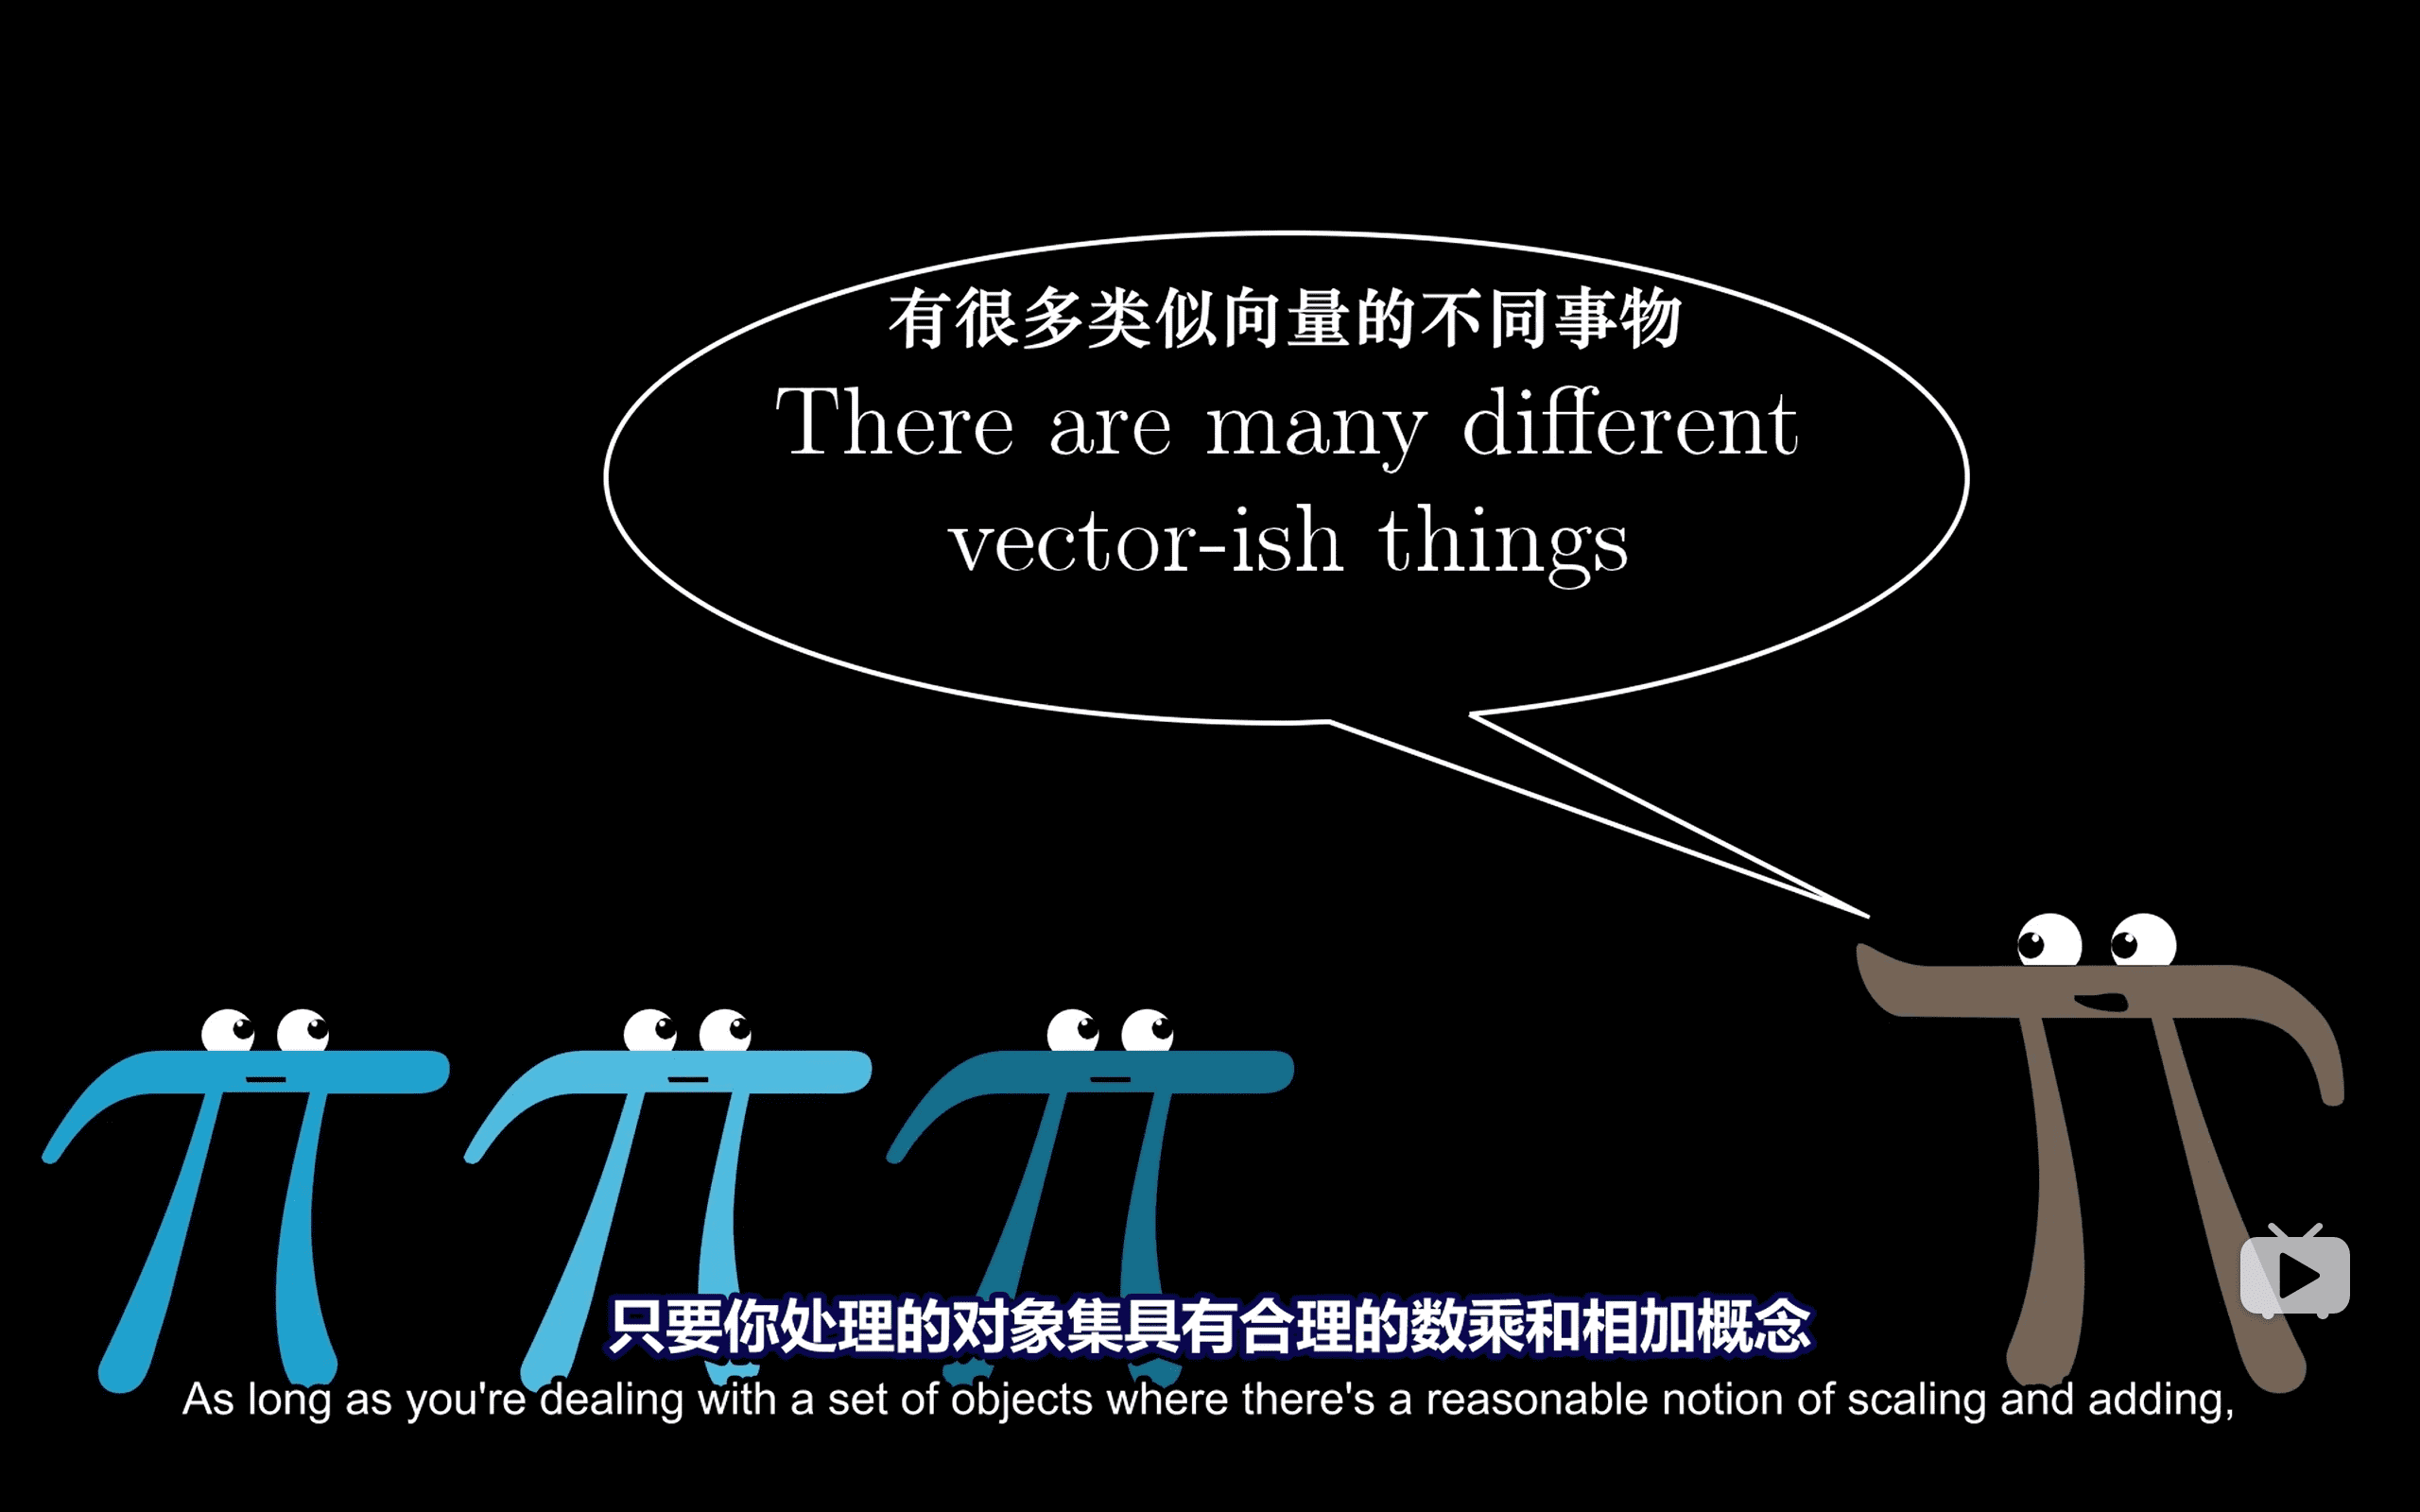 有很多类似向量的不同事物
There are many different
vector-ish things
只要你处理的对象集具有合理的数乘和相加概念
As long as you're dealing with a set of objects where there's a reasonable notion of scaling and adding,